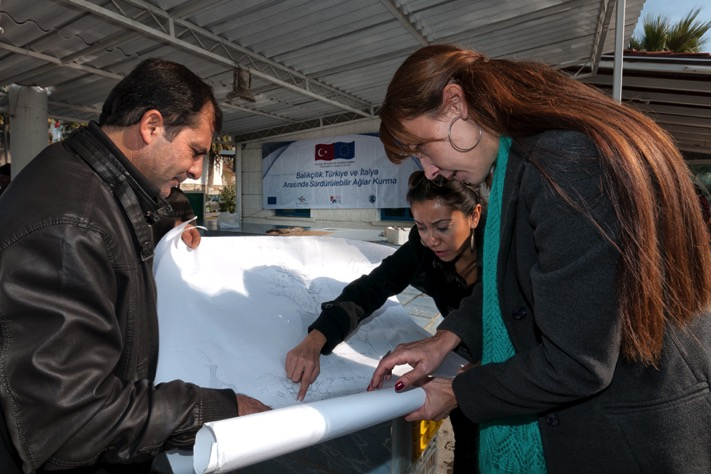 Balıkçılık:Türkiye ve İtalya
Arasında Sürdürülebilir Ağlar Kurma